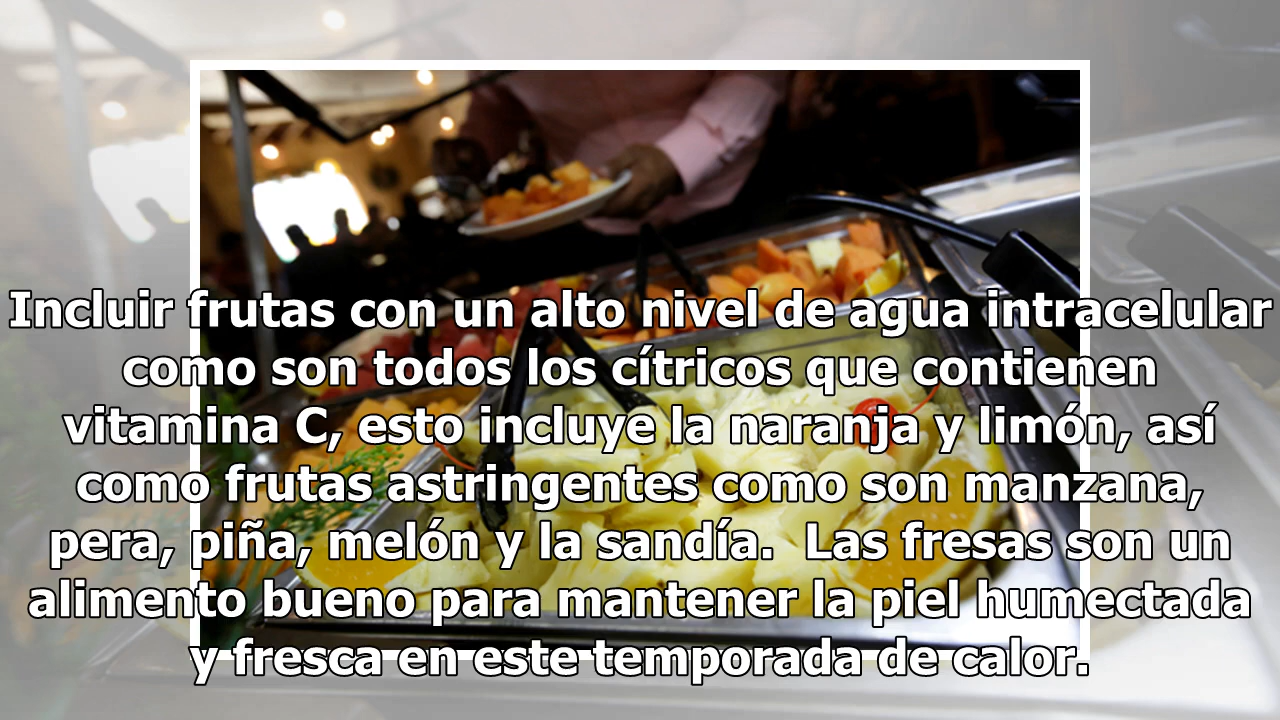 Incluir frutas con un alto nivel de agua intracelular
como son todos los cítricos que contienen
vitamina C, esto incluye la naranja y limón, así
como frutas astringentes como son manzana,
pera, piña, melón y la sandía.  Las fresas son un
alimento bueno para mantener la piel humectada
y fresca en este temporada de calor.